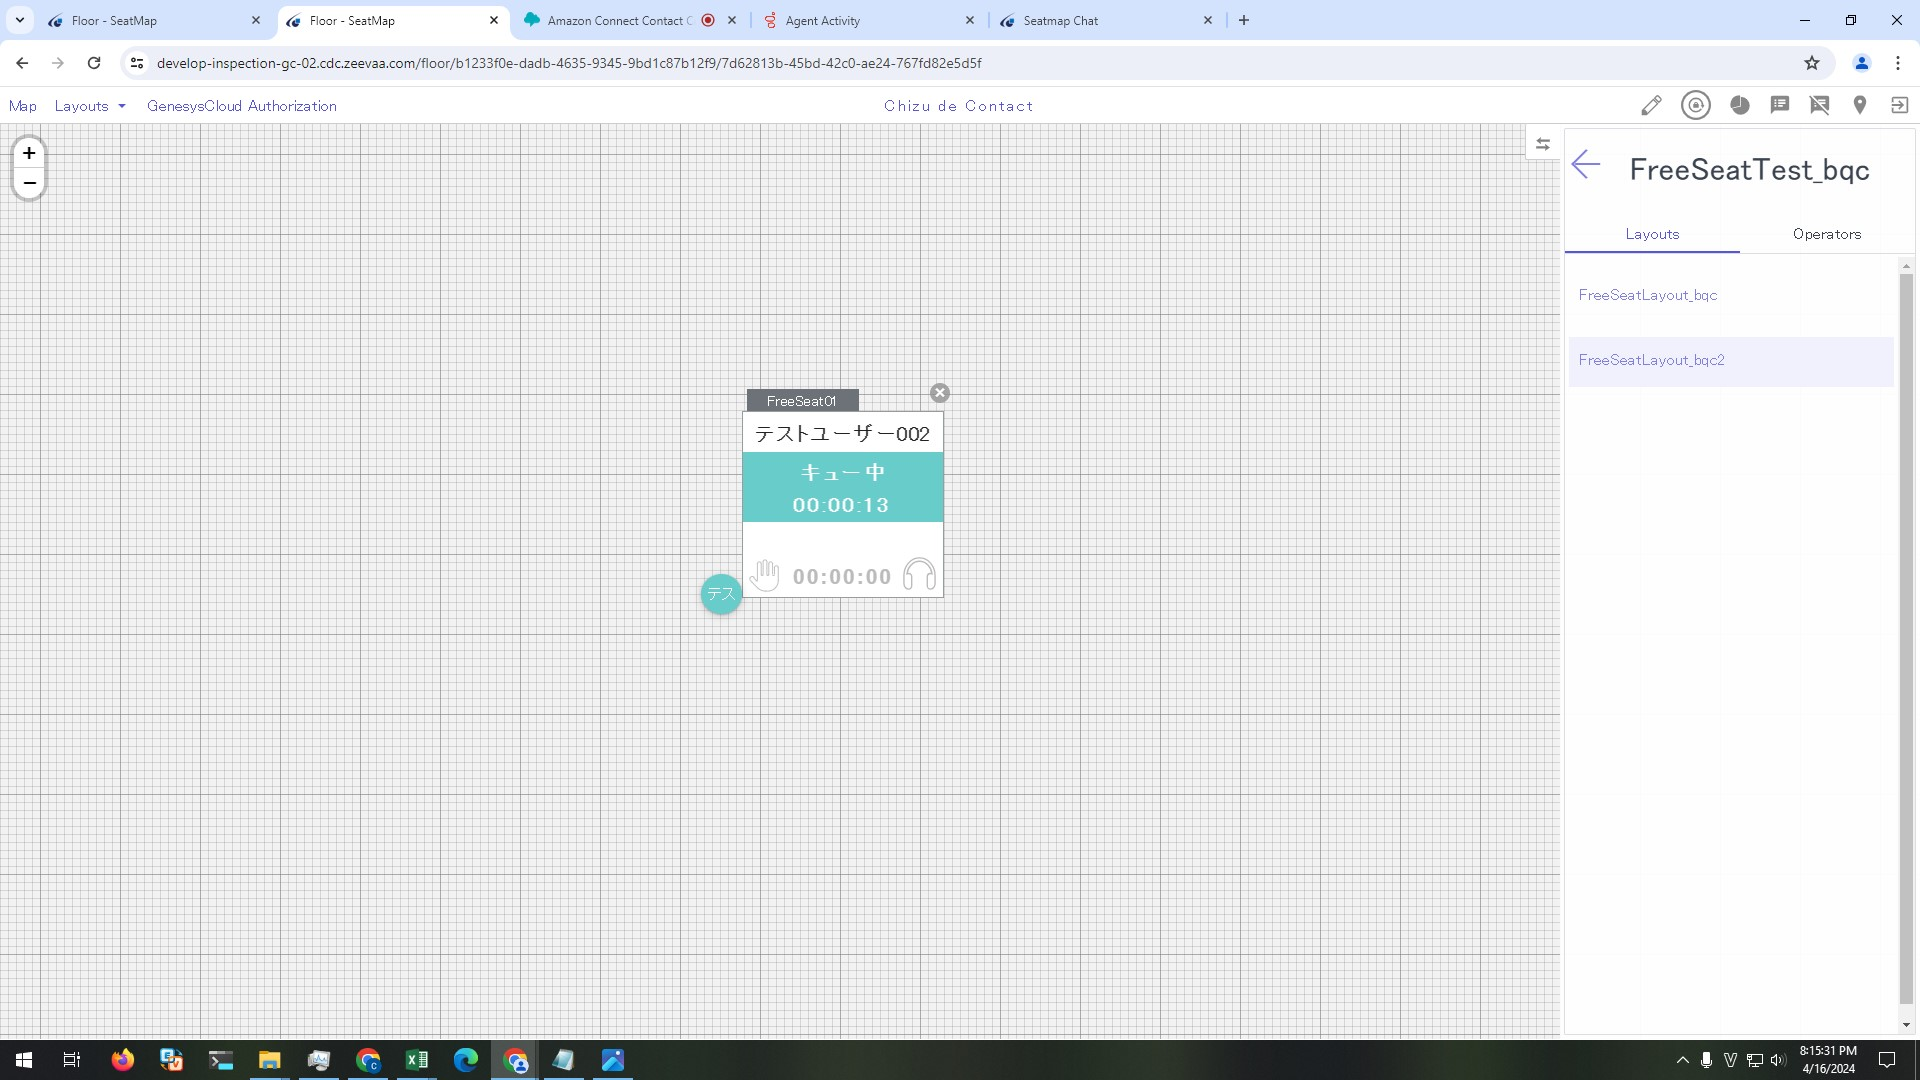 Floor - SeatMap
Floor - SeatMap
Amazon Connect Contact C
Agent Activity
Seatmap Chat
develop-inspection-gc-02.cdc.zeevaa.com/floor/b1233f0e-dadb-4635-9345-9bd1c87b12f9/7d62813b-45bd-42c0-ae24-767fd82e5d5f
Map Layouts GenesysCloud Authorization Chizu de Contact
+
−
FreeSeatTest_bqc
Layouts Operators
FreeSeatLayout_bqc
FreeSeatLayout_bqc2
FreeSeat01
テストユーザー002
キュー中
00:00:13
00:00:00
テス
8:15:31 PM
4/16/2024